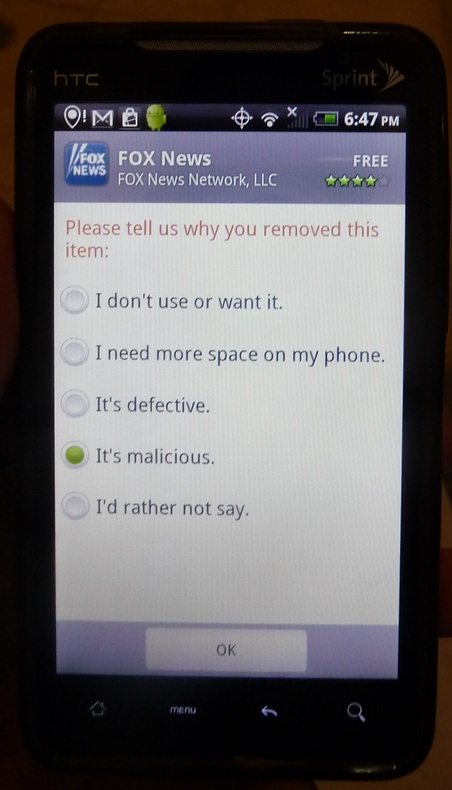 hTC
Sprint
6:47 PM
FOX NEWS
FOX News
FREE
FOX News Network, LLC
Please tell us why you removed this
item:
I don't use or want it.
I need more space on my phone.
It's defective.
It's malicious.
I'd rather not say.
OK
menu